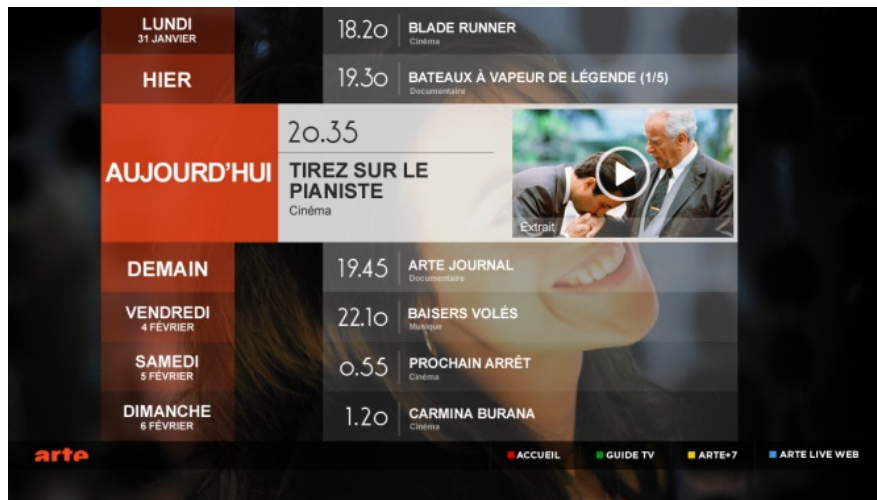 LUNDI
31 JANVIER
18.20
BLADE RUNNER
Cinéma
HIER
19.30
BATEAUX À VAPEUR DE LÉGENDE (1/5)
Documentaire
AUJOURD'HUI
20.35
TIREZ SUR LE
PIANISTE
Cinéma
Extrait
DEMAIN
19.45
ARTE JOURNAL
Documentaire
VENDREDI
4 FÉVRIER
22.10
BAISERS VOLÉS
Musique
SAMEDI
5 FÉVRIER
0.55
PROCHAIN ARRÊT
Cinéma
DIMANCHE
6 FÉVRIER
1.20
CARMINA BURANA
Cinéma
arte
ACCUEIL
GUIDE TV
ARTE+7
ARTE LIVE WEB